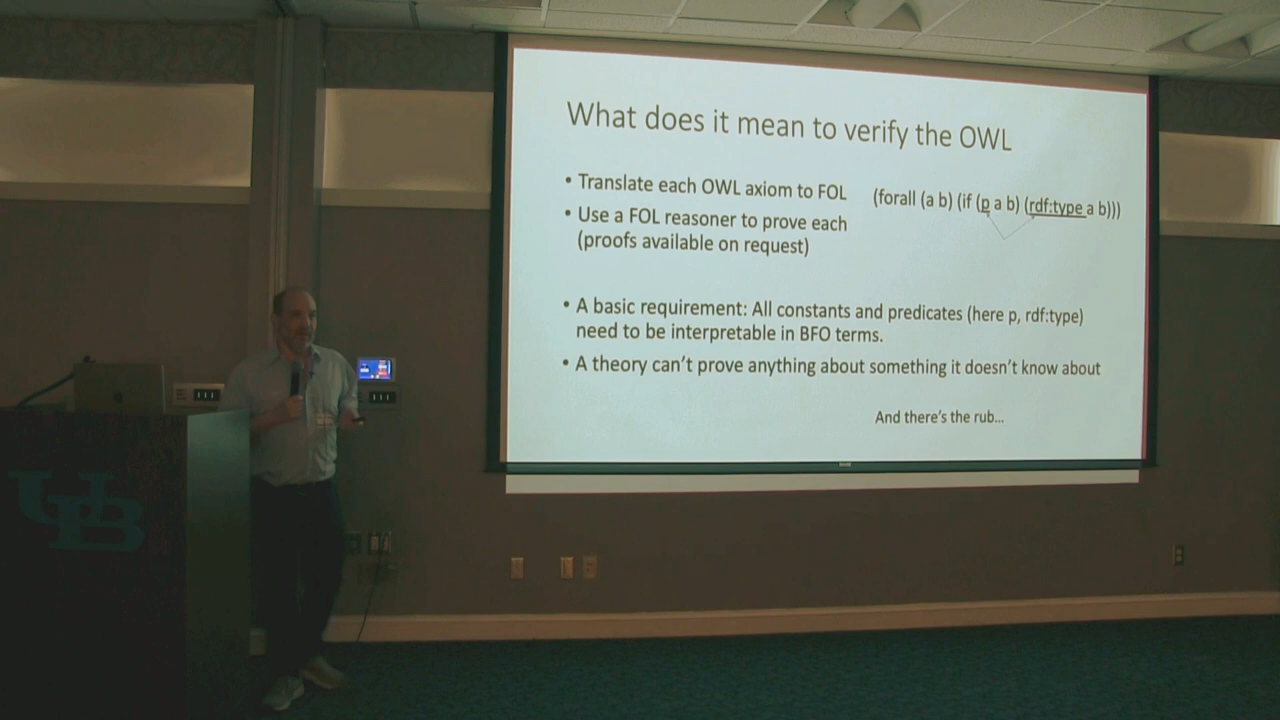 What does it mean to verify the OWL
• Translate each OWL axiom to FOL
(forall (a b) (if (p a b) (rdf:type a b)))
• Use a FOL reasoner to prove each
(proofs available on request)
• A basic requirement: All constants and predicates (here p, rdf:type)
need to be interpretable in BFO terms.
• A theory can't prove anything about something it doesn't know about
And there's the rub...
UB